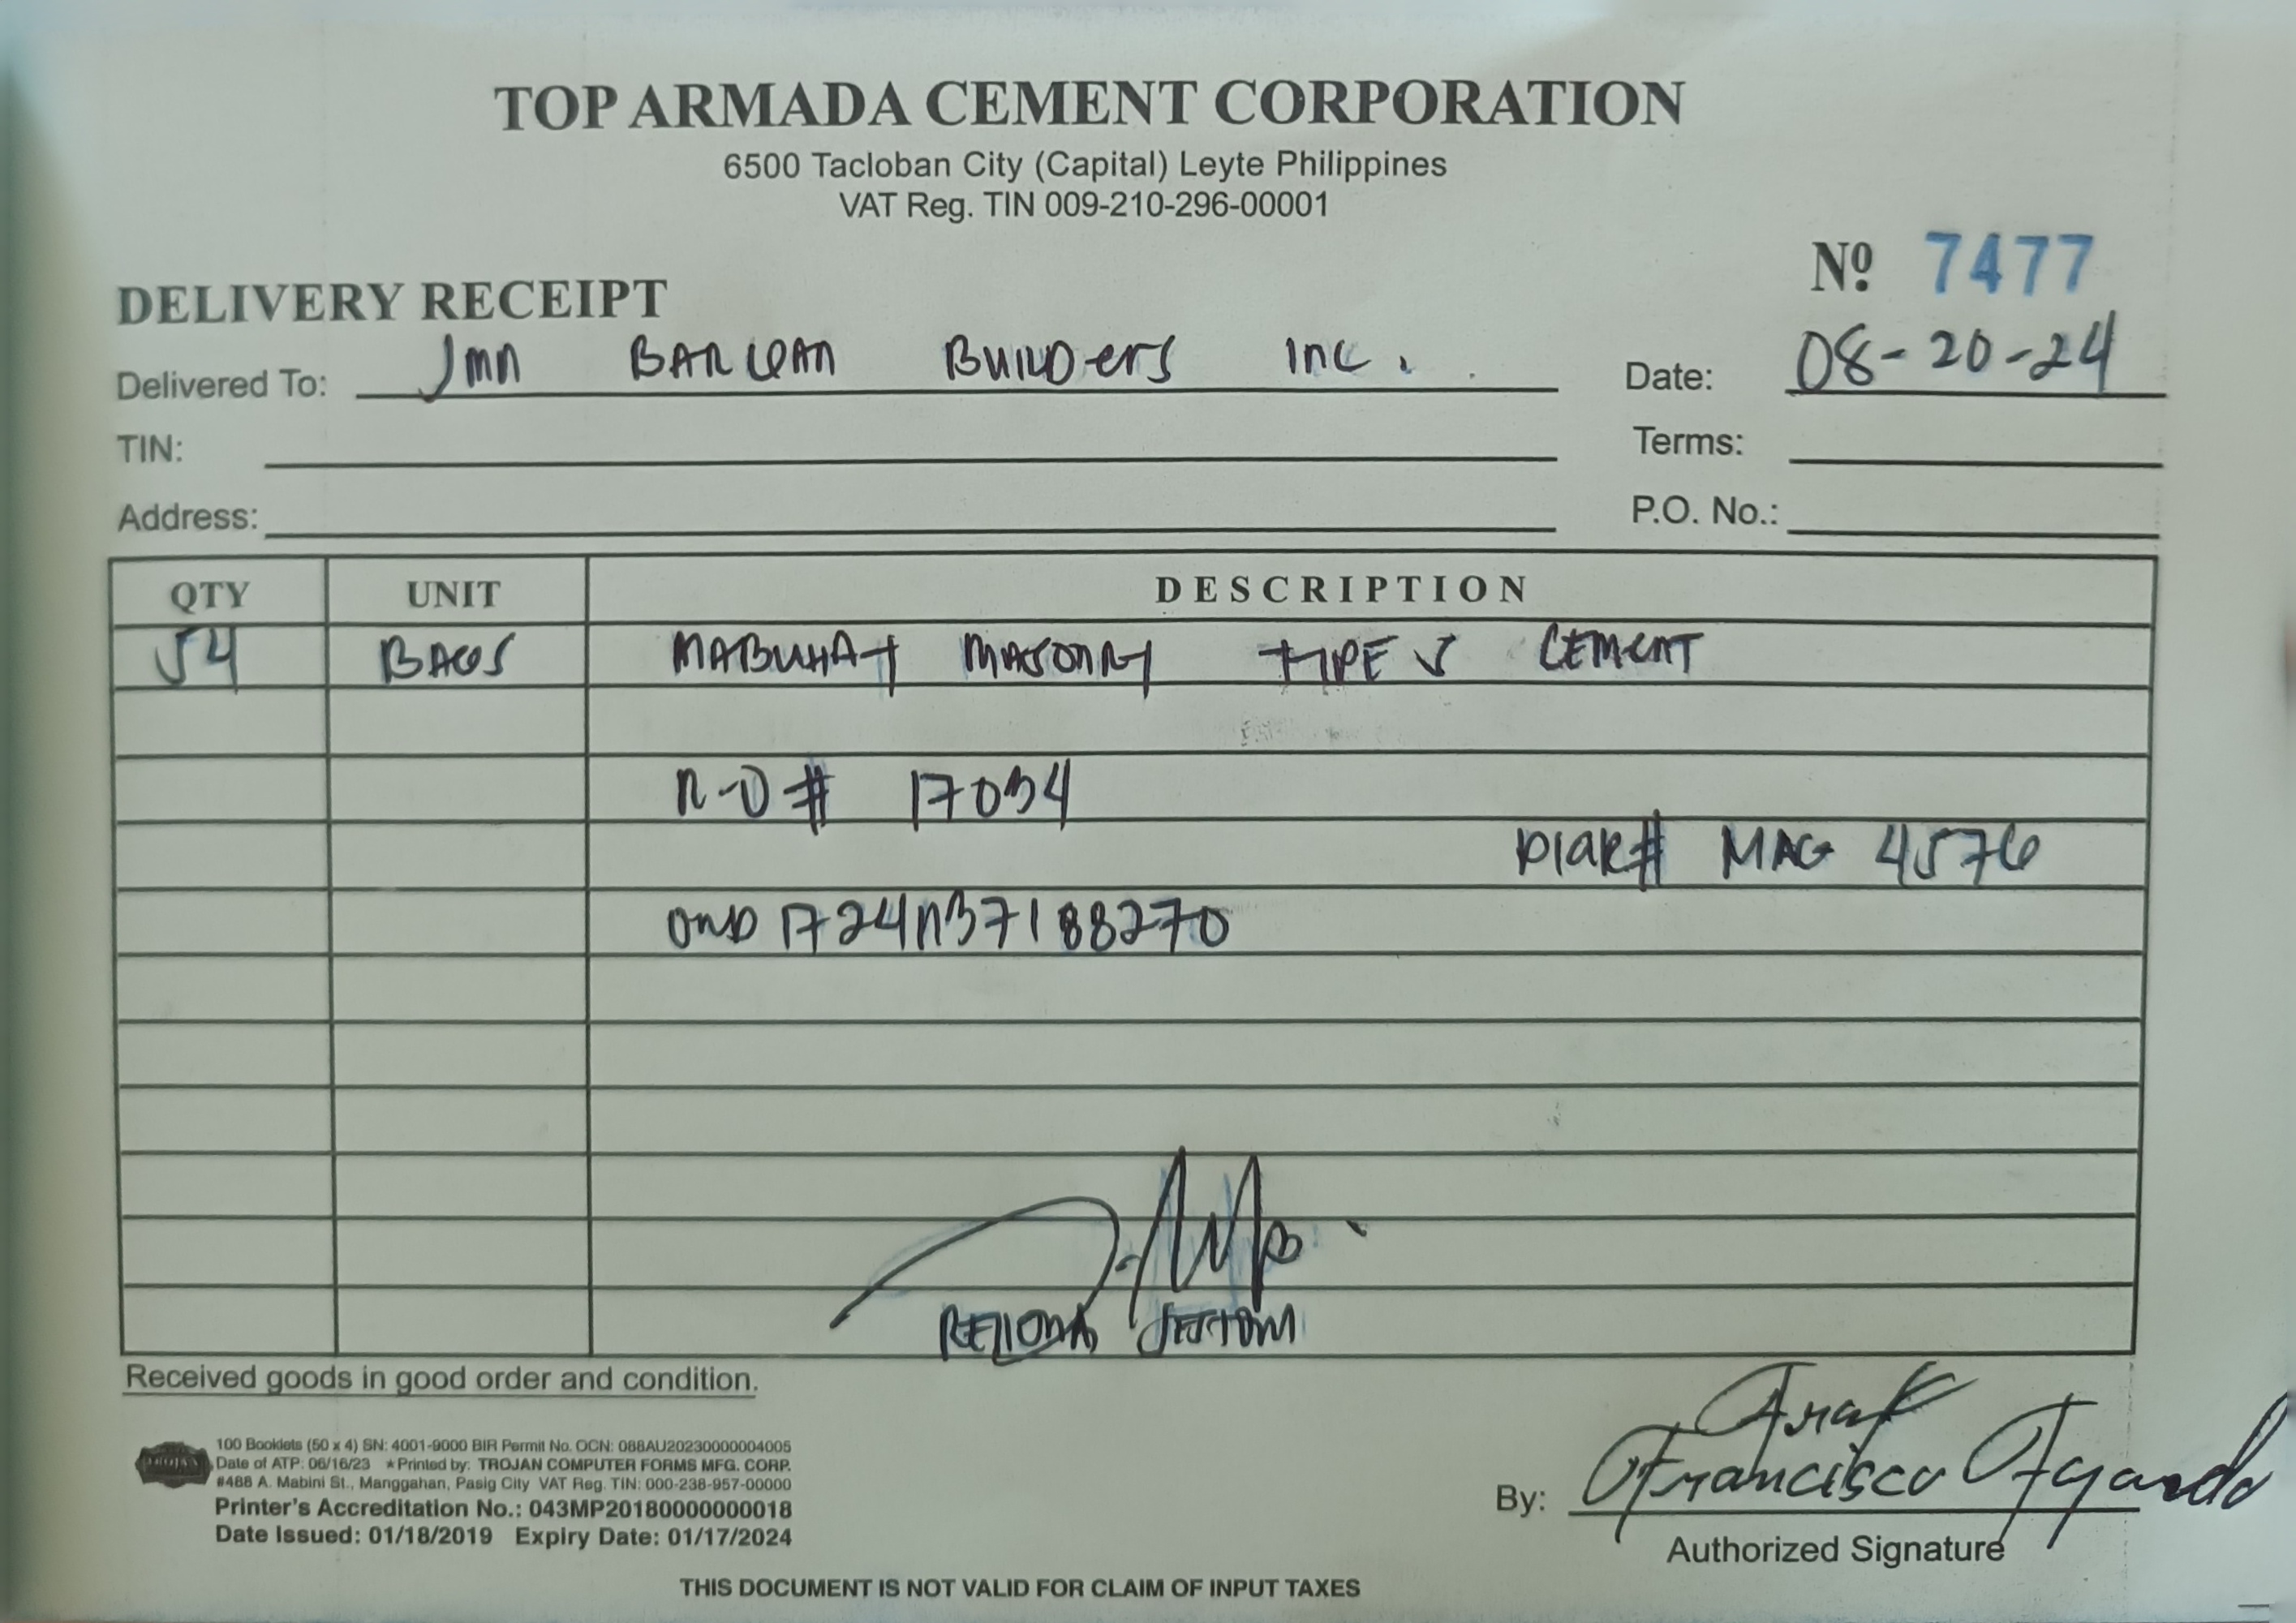 TOP ARMADA CEMENT CORPORATION
6500 Tacloban City (Capital) Leyte Philippines
VAT Reg. TIN 009-210-296-00001
Nº 7477
DELIVERY RECEIPT
Delivered To: JMR BARQAN BUILDERS INC.
Date: 08-20-24
TIN:
Terms:
Address:
P.O. No.:
QTY UNIT DESCRIPTION
54 BAGS MABUHAY MASONRY TYPE S CEMENT
R-O# 17034
MAG 4576
1724 37188270
Received goods in good order and condition.
100 Booklets (50 x 4) SN: 4001-9000 BIR Permit No. OCN: 088AU20230000004005
Date of ATP: 06/16/23 ★Printed by: TROJAN COMPUTER FORMS MFG. CORP.
#488 A. Mabini St., Manggahan, Pasig City VAT Reg. TIN: 000-238-957-00000
Printer's Accreditation No.: 043MP20180000000018
Date Issued: 01/18/2019 Expiry Date: 01/17/2024
By: Francisco
Authorized Signature
THIS DOCUMENT IS NOT VALID FOR CLAIM OF INPUT TAXES